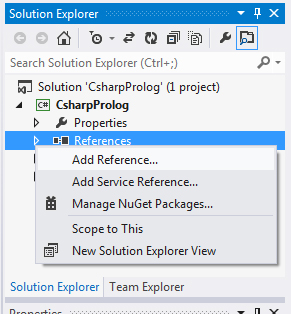 Solution Explorer
Search Solution Explorer (Ctrl+;)
Solution 'CsharpProlog' (1 project)
C# CsharpProlog
Properties
References
Add Reference...
Add Service Reference...
Manage NuGet Packages...
Scope to This
New Solution Explorer View
Solution Explorer Team Explorer
Properties